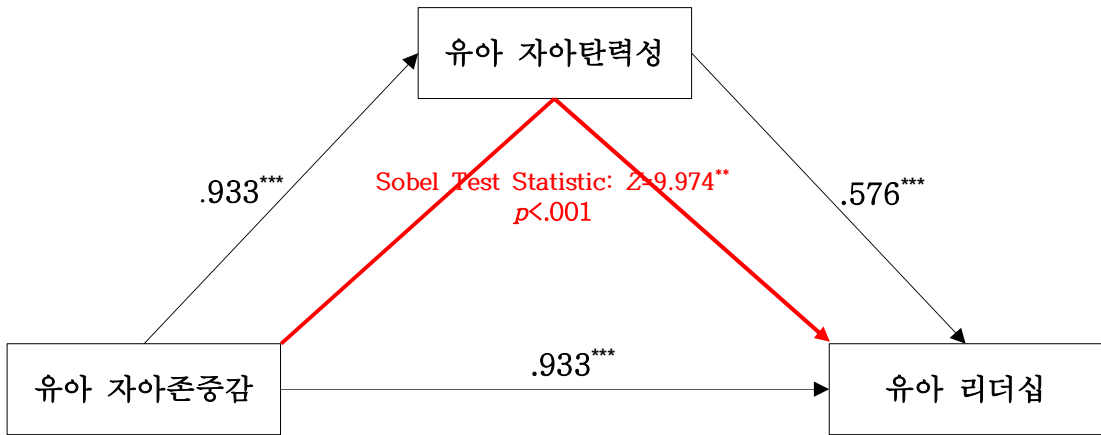 유아 자아탄력성
.933***
Sobel Test Statistic: Z=9.974**
p<.001
.576***
.933***
유아 자아존중감
유아 리더십